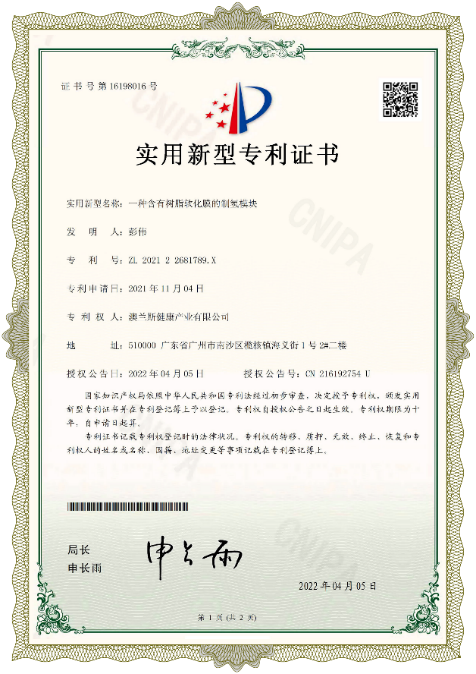 证书号第16198016号
实用新型专利证书
实用新型名称：一种含有树脂软化膜的制氢模块
发 明 人：彭伟
专 利 号：ZL 2021 2 2681789.X
专利申请日：2021年11月04日
专 利 权 人：澳兰斯健康产业有限公司
地 址：510000 广东省广州市南沙区榄核镇海义街1号2#二楼
授权公告日：2022年04月05日 授权公告号：CN 216192754 U
国家知识产权局依照中华人民共和国专利法经过初步审查，决定授予专利权，颁发实用
新型专利证书并在专利登记簿上予以登记。专利权自授权公告之日起生效。专利权期限为十
年，自申请日起算。
专利证书记载专利权登记时的法律状况。专利权的转移、质押、无效、终止、恢复和专
利权人的姓名或名称、国籍、地址变更等事项记载在专利登记簿上。
局长
申长雨
申长雨
2022年04月05日
第 1 页 (共 2 页)
CNIPA
CNIPA
CNIPA
CNIPA